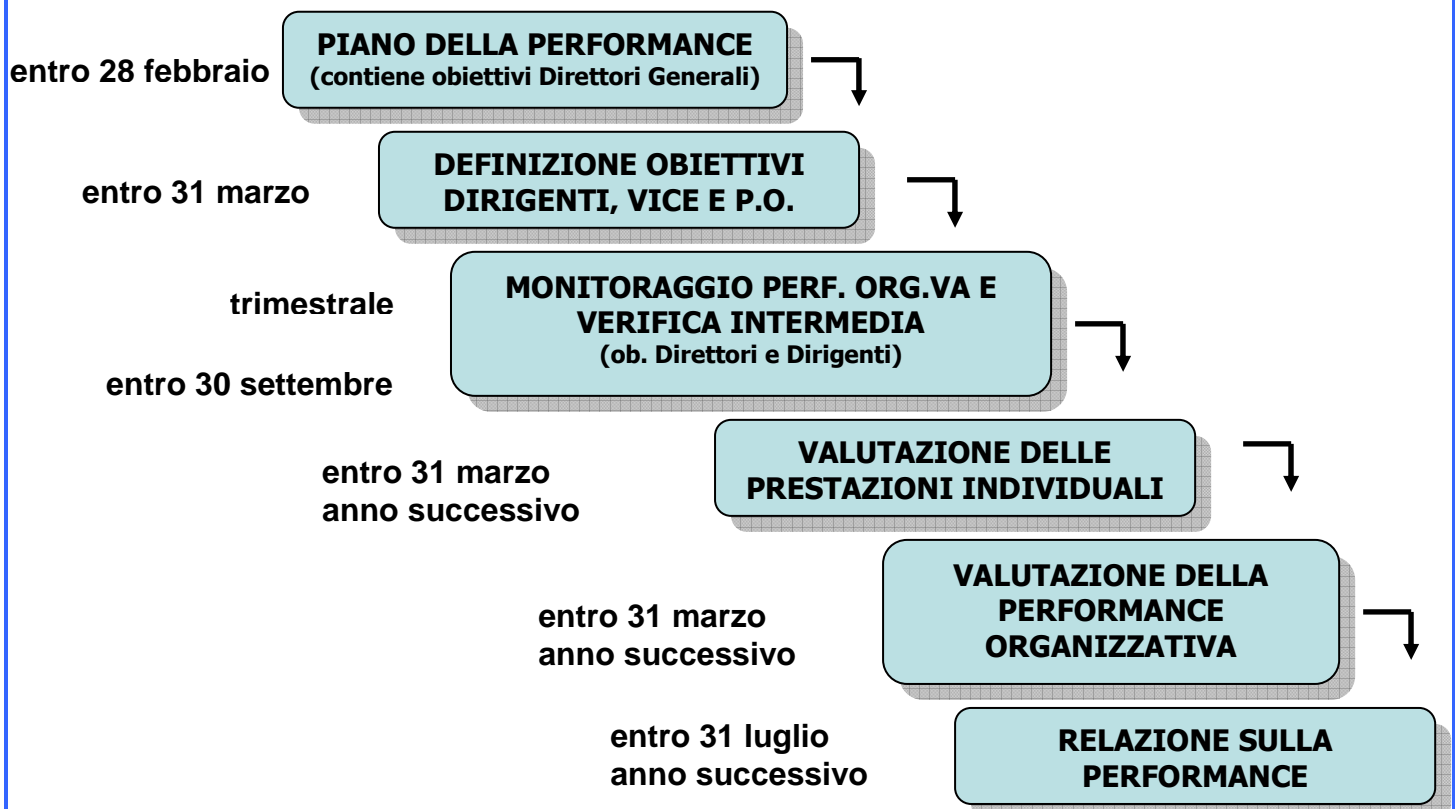 PIANO DELLA PERFORMANCE
(contiene obiettivi Direttori Generali)
entro 28 febbraio
DEFINIZIONE OBIETTIVI
DIRIGENTI, VICE E P.O.
entro 31 marzo
MONITORAGGIO PERF. ORG.VA E
VERIFICA INTERMEDIA
(ob. Direttori e Dirigenti)
trimestrale
entro 30 settembre
VALUTAZIONE DELLE
PRESTAZIONI INDIVIDUALI
entro 31 marzo
anno successivo
VALUTAZIONE DELLA
PERFORMANCE
ORGANIZZATIVA
entro 31 marzo
anno successivo
RELAZIONE SULLA
PERFORMANCE
entro 31 luglio
anno successivo